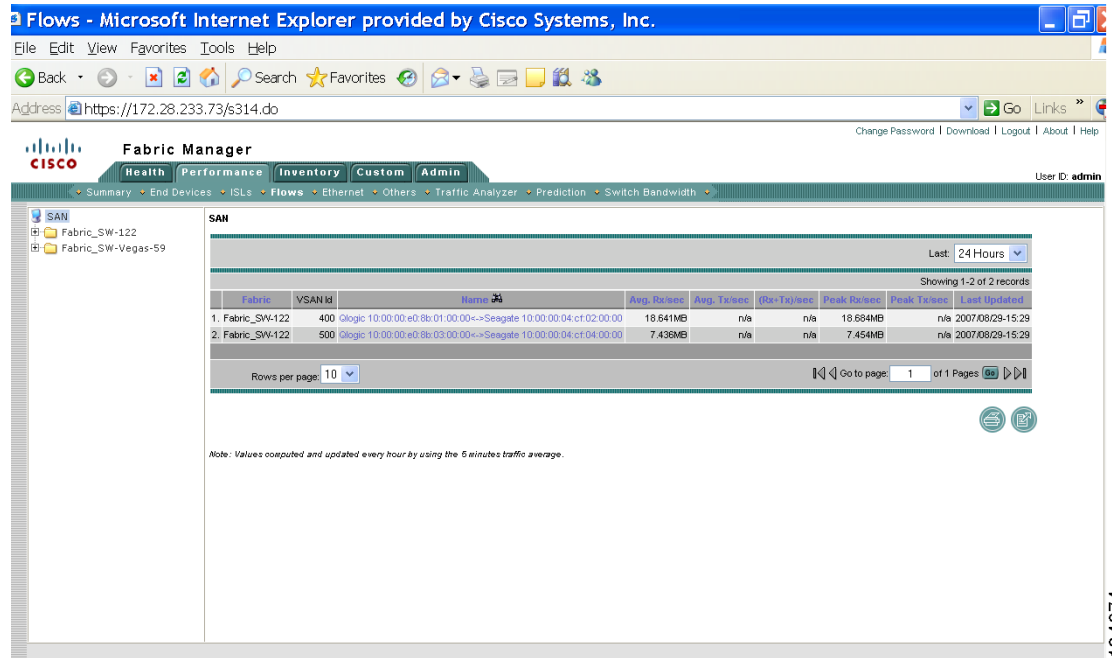 Flows - Microsoft Internet Explorer provided by Cisco Systems, Inc.
File Edit View Favorites Tools Help
Back Search Favorites
Address https://172.28.233.73/s314.do Go Links »
Change Password | Download | Logout | About | Help
CISCO
Fabric Manager
Health Performance Inventory Custom Admin
User ID: admin
Summary End Devices ISLs Flows Ethernet Others Traffic Analyzer Prediction Switch Bandwidth
SAN
Fabric_SW-122
Fabric_SW-Vegas-59
SAN
Last: 24 Hours
Showing 1-2 of 2 records
Fabric VSAN Id Name Avg. Rx/sec Avg. Tx/sec (Rx+Tx)/sec Peak Rx/sec Peak Tx/sec Last Updated
1. Fabric_SW-122 400 Qlogic 10:00:00:e0:8b:01:00:00<->Seagate 10:00:00:04:cf:02:00:00 18.641MB n/a n/a 18.684MB n/a 2007/08/29-15:29
2. Fabric_SW-122 500 Qlogic 10:00:00:e0:8b:03:00:00<->Seagate 10:00:00:04:cf:04:00:00 7.436MB n/a n/a 7.454MB n/a 2007/08/29-15:29
Rows per page: 10 Go to page: 1 of 1 Pages Go
Note: Values computed and updated every hour by using the 5 minutes traffic average.